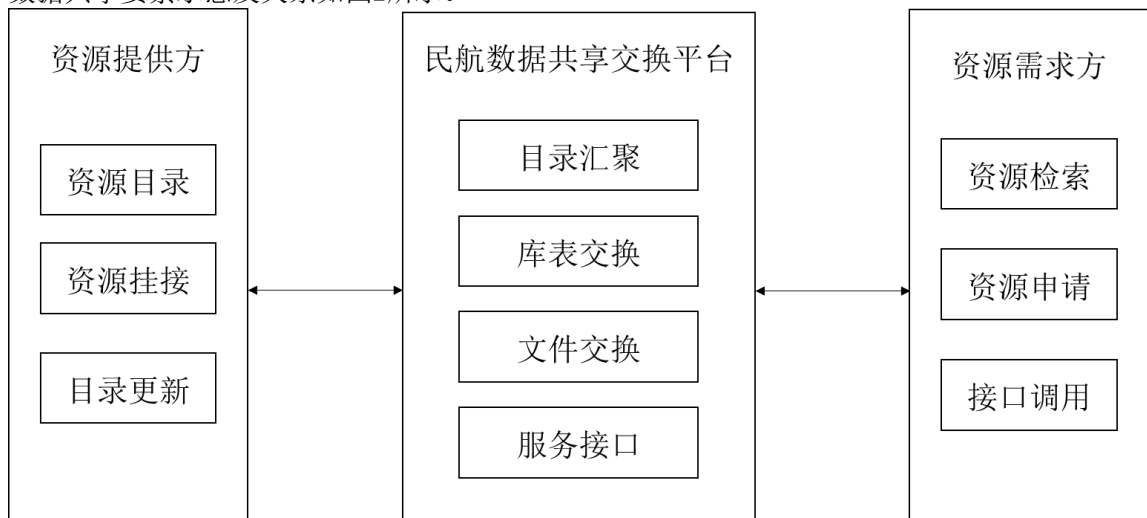 资源提供方
资源目录
资源挂接
目录更新
民航数据共享交换平台
目录汇聚
库表交换
文件交换
服务接口
资源需求方
资源检索
资源申请
接口调用